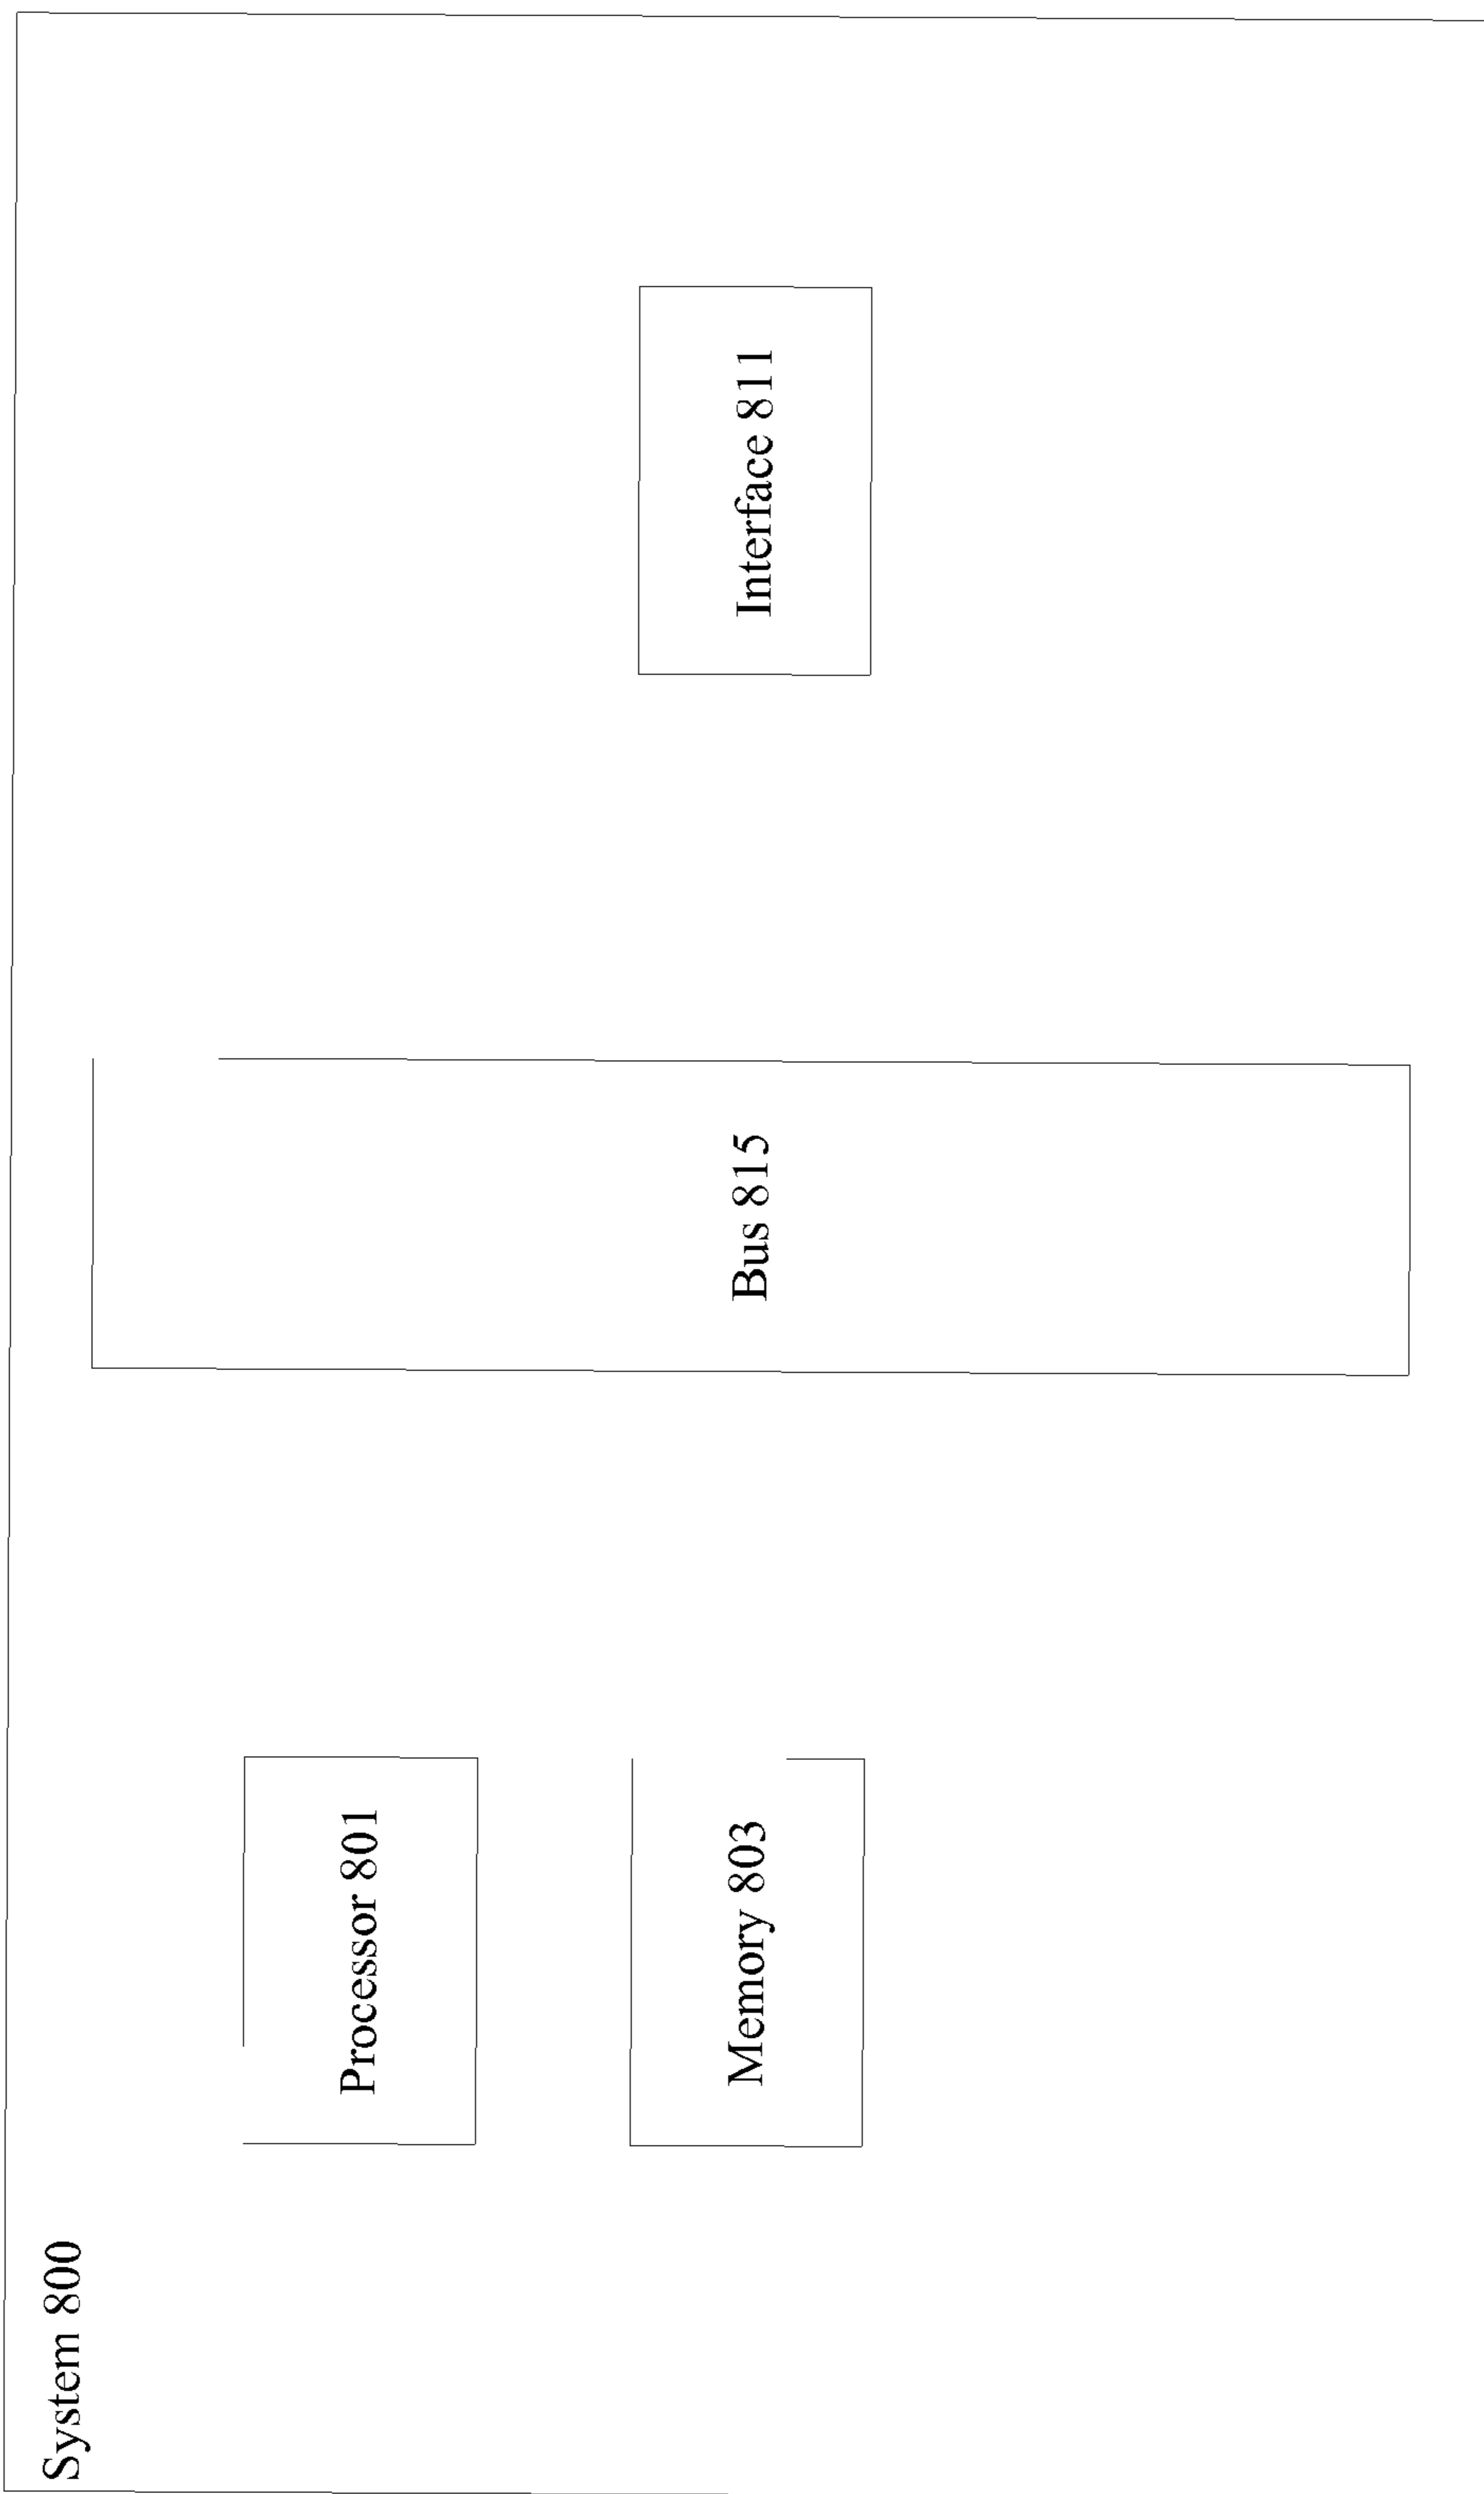 System 800
Processor 801
Memory 803
Bus 815
Interface 811